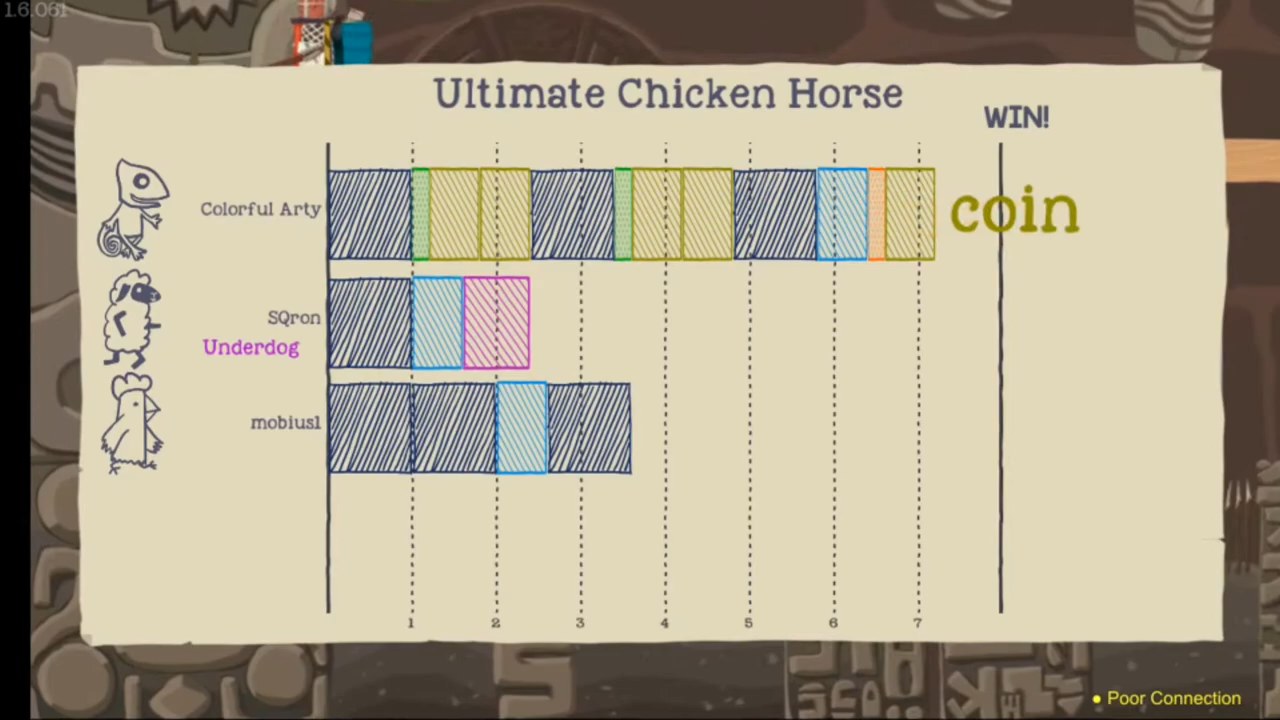 1.6.061
Ultimate Chicken Horse
WIN!
Colorful Arty
coin
SQron
Underdog
mobius1
1 2 3 4 5 6 7
Poor Connection